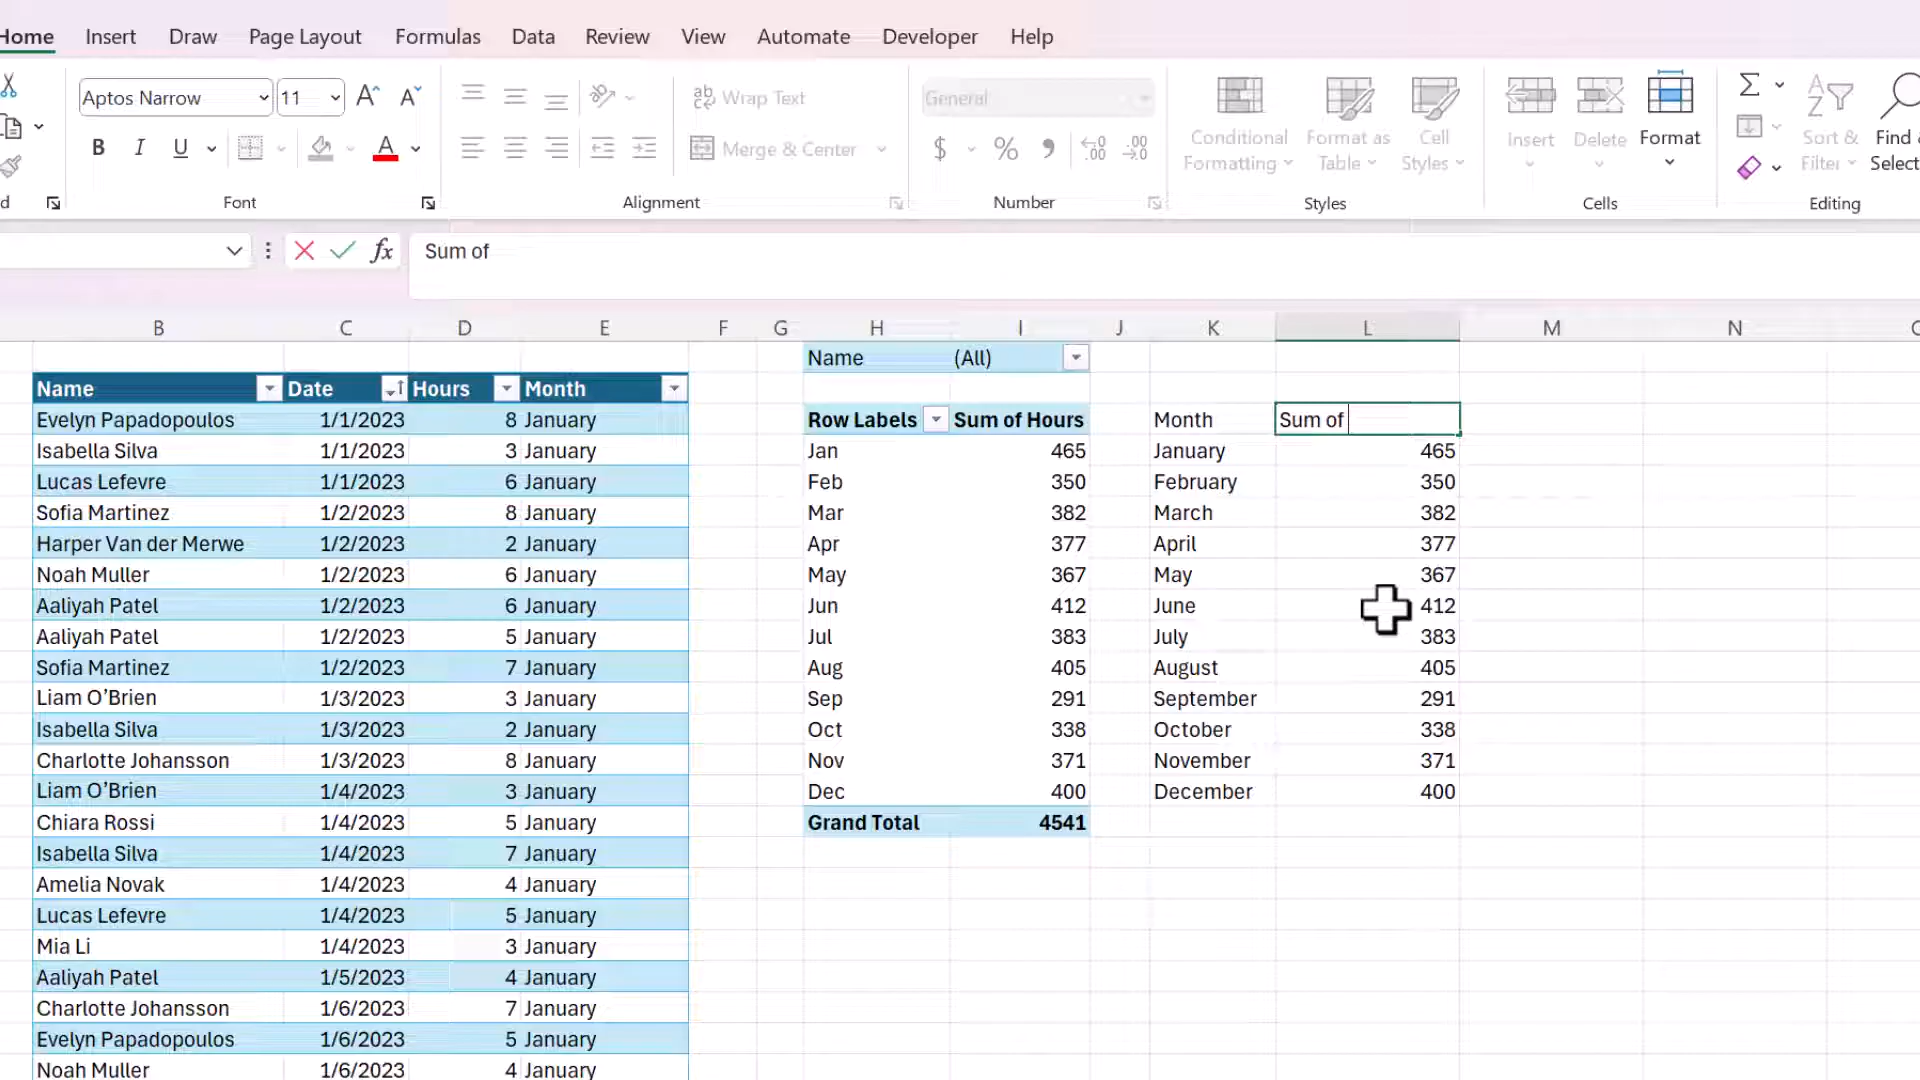 Home Insert Draw Page Layout Formulas Data Review View Automate Developer Help
Aptos Narrow 11 A A ab Wrap Text General Conditional Formatting Format as Table Cell Styles Insert Delete Format Σ Sort & Filter Find & Select
B I U A Merge & Center $ % 9 .00 .00
Font Alignment Number Styles Cells Editing
fx Sum of
B C D E F G H I J K L M N
Name (All)
Name Date Hours Month
Evelyn Papadopoulos 1/1/2023 8 January Row Labels Sum of Hours Month Sum of
Isabella Silva 1/1/2023 3 January Jan 465 January 465
Lucas Lefevre 1/1/2023 6 January Feb 350 February 350
Sofia Martinez 1/2/2023 8 January Mar 382 March 382
Harper Van der Merwe 1/2/2023 2 January Apr 377 April 377
Noah Muller 1/2/2023 6 January May 367 May 367
Aaliyah Patel 1/2/2023 6 January Jun 412 June 412
Aaliyah Patel 1/2/2023 5 January Jul 383 July 383
Sofia Martinez 1/2/2023 7 January Aug 405 August 405
Liam O’Brien 1/3/2023 3 January Sep 291 September 291
Isabella Silva 1/3/2023 2 January Oct 338 October 338
Charlotte Johansson 1/3/2023 8 January Nov 371 November 371
Liam O’Brien 1/4/2023 3 January Dec 400 December 400
Chiara Rossi 1/4/2023 5 January Grand Total 4541
Isabella Silva 1/4/2023 7 January
Amelia Novak 1/4/2023 4 January
Lucas Lefevre 1/4/2023 5 January
Mia Li 1/4/2023 3 January
Aaliyah Patel 1/5/2023 4 January
Charlotte Johansson 1/6/2023 7 January
Evelyn Papadopoulos 1/6/2023 5 January
Noah Muller 1/6/2023 4 January